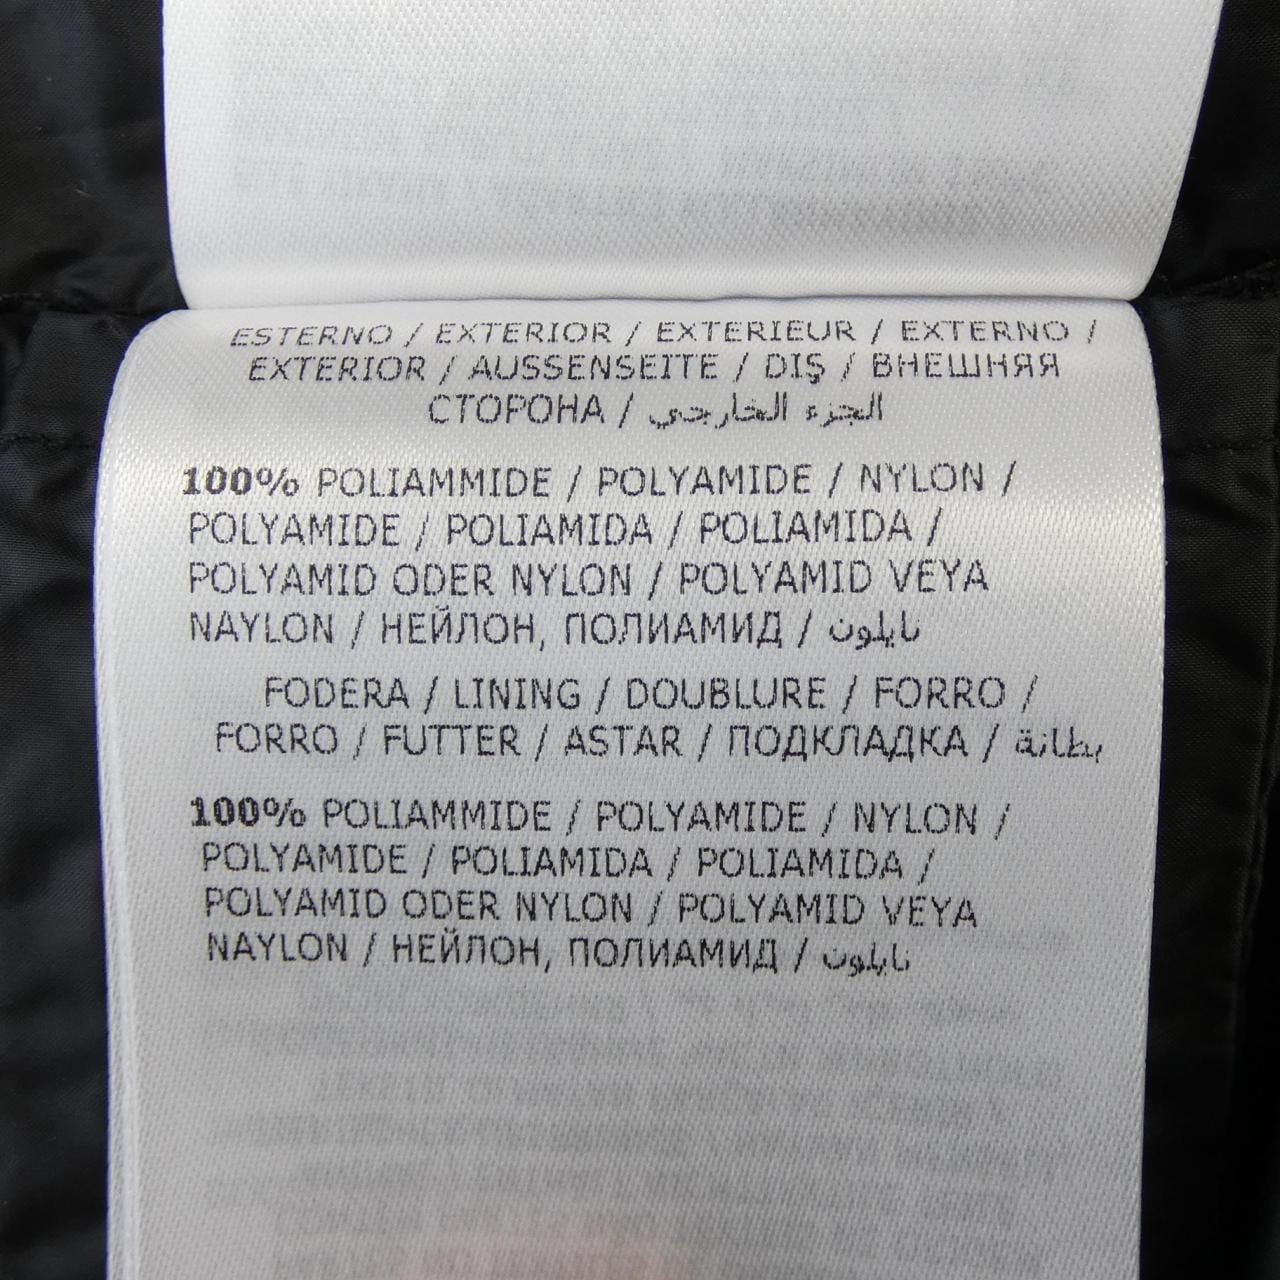 ESTERNO / EXTERIOR / EXTERIEUR / EXTERNO /
EXTERIOR / AUSSENSEITE / DIŞ / ВНЕШНЯЯ
СТОРОНА / الجزء الخارجي
100% POLIAMMIDE / POLYAMIDE / NYLON /
POLYAMIDE / POLIAMIDA / POLIAMIDA /
POLYAMID ODER NYLON / POLYAMID VEYA
NAYLON / НЕЙЛОН, ПОЛИАМИД / نايلون
FODERA / LINING / DOUBLURE / FORRO /
FORRO / FUTTER / ASTAR / ПОДКЛАДКА / بطانة
100% POLIAMMIDE / POLYAMIDE / NYLON /
POLYAMIDE / POLIAMIDA / POLIAMIDA /
POLYAMID ODER NYLON / POLYAMID VEYA
NAYLON / НЕЙЛОН, ПОЛИАМИД / نايلون